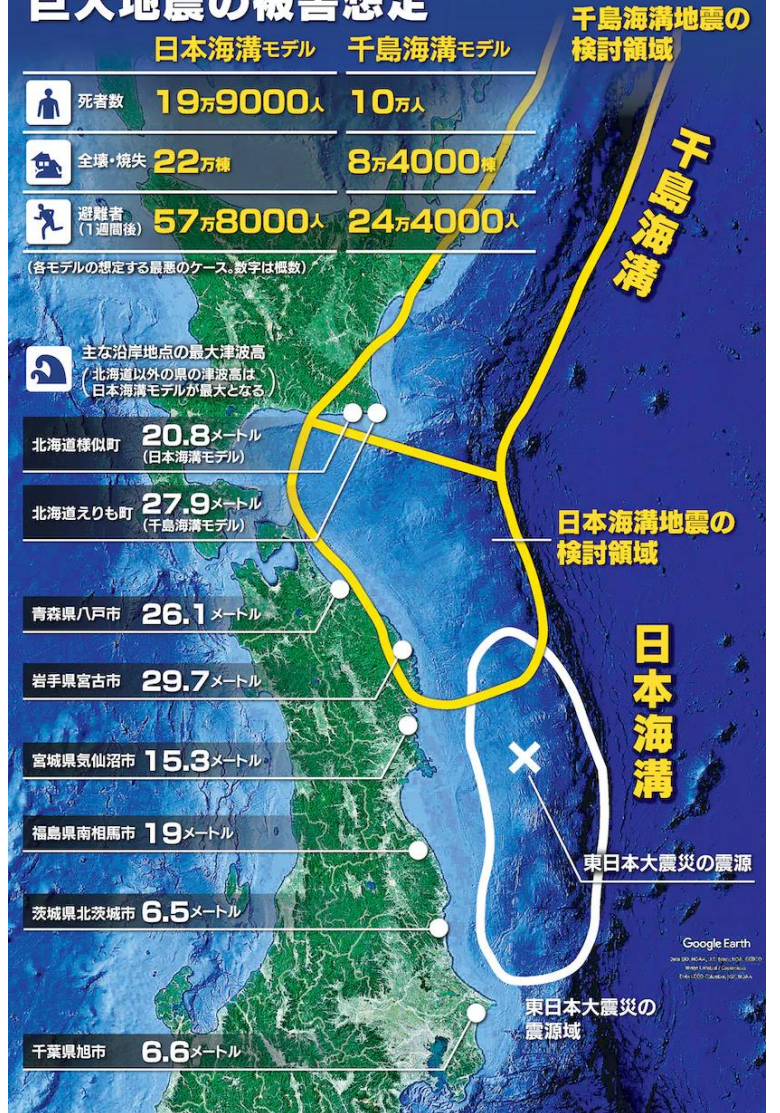 巨大地震の被害想定
日本海溝モデル 千島海溝モデル
死者数 19万9000人 10万人
全壊・焼失 22万棟 8万4000棟
避難者
(1週間後) 57万8000人 24万4000人
(各モデルの想定する最悪のケース。数字は概数)
千島海溝地震の
検討領域
千島海溝
主な沿岸地点の最大津波高
(北海道以外の県の津波高は
日本海溝モデルが最大となる)
北海道様似町 20.8メートル
(日本海溝モデル)
北海道えりも町 27.9メートル
(千島海溝モデル)
日本海溝地震の
検討領域
青森県八戸市 26.1メートル
岩手県宮古市 29.7メートル
日本海溝
宮城県気仙沼市 15.3メートル
福島県南相馬市 19メートル
東日本大震災の震源
茨城県北茨城市 6.5メートル
Google Earth
東日本大震災の
震源域
千葉県旭市 6.6メートル